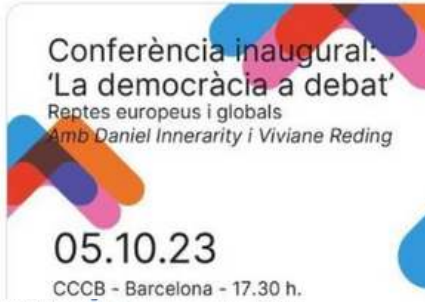 Conferència inaugural:
‘La democràcia a debat’
Reptes europeus i globals
Amb Daniel Innerarity i Viviane Reding
05.10.23
CCCB - Barcelona - 17.30 h.